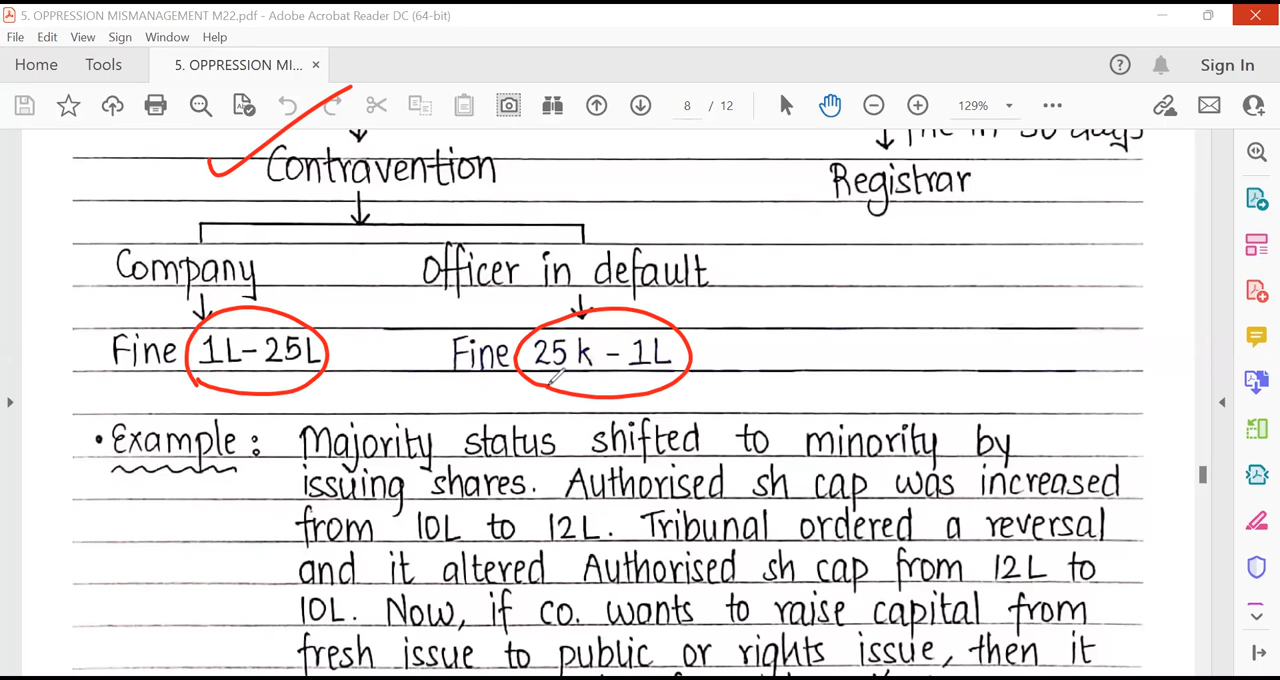 5. OPPRESSION MISMANAGEMENT M22.pdf - Adobe Acrobat Reader DC (64-bit)
File Edit View Sign Window Help
Home Tools 5. OPPRESSION MI... × Sign In
8 / 12 129%
in 30 days
Contravention
Registrar
Company Officer in default
Fine 1L-25L Fine 25k - 1L
• Example: Majority status shifted to minority by
issuing shares. Authorised sh cap was increased
from 10L to 12L. Tribunal ordered a reversal
and it altered Authorised sh cap from 12L to
10L. Now, if co. wants to raise capital from
fresh issue to public or rights issue, then it